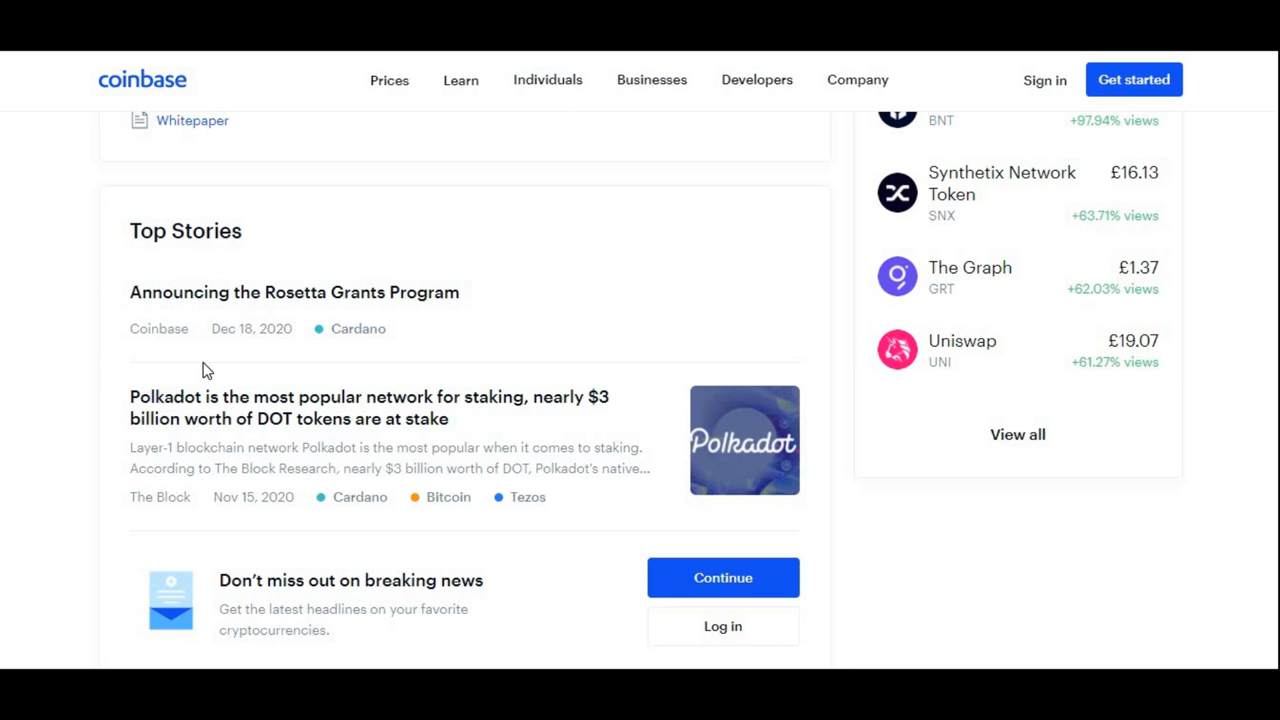 coinbase
Prices
Learn
Individuals
Businesses
Developers
Company
Sign in
Get started
Whitepaper
Top Stories
Announcing the Rosetta Grants Program
Coinbase Dec 18, 2020 Cardano
Polkadot is the most popular network for staking, nearly $3
billion worth of DOT tokens are at stake
Layer-1 blockchain network Polkadot is the most popular when it comes to staking.
According to The Block Research, nearly $3 billion worth of DOT, Polkadot's native...
The Block Nov 15, 2020 Cardano Bitcoin Tezos
Polkadot
Don't miss out on breaking news
Get the latest headlines on your favorite
cryptocurrencies.
Continue
Log in
BNT +97.94% views
Synthetix Network £16.13
Token
SNX +63.71% views
The Graph £1.37
GRT +62.03% views
Uniswap £19.07
UNI +61.27% views
View all